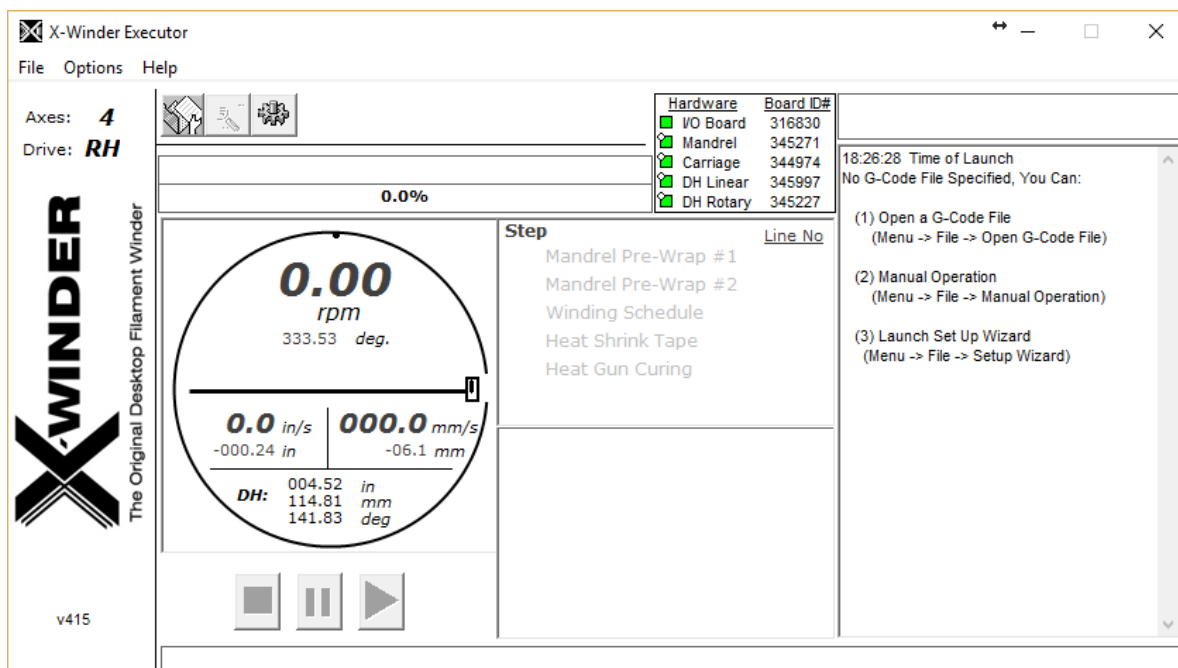 X-Winder Executor
File Options Help
Axes: 4
Drive: RH
X-WINDER
The Original Desktop Filament Winder
v415
Hardware Board ID#
I/O Board 316830
Mandrel 345271
Carriage 344974
DH Linear 345997
DH Rotary 345227
0.0%
0.00
rpm
333.53 deg.
0.0 in/s
-000.24 in
000.0 mm/s
-06.1 mm
DH:
004.52 in
114.81 mm
141.83 deg
Step Line No
Mandrel Pre-Wrap #1
Mandrel Pre-Wrap #2
Winding Schedule
Heat Shrink Tape
Heat Gun Curing
18:26:28 Time of Launch
No G-Code File Specified, You Can:
(1) Open a G-Code File
(Menu -> File -> Open G-Code File)
(2) Manual Operation
(Menu -> File -> Manual Operation)
(3) Launch Set Up Wizard
(Menu -> File -> Setup Wizard)